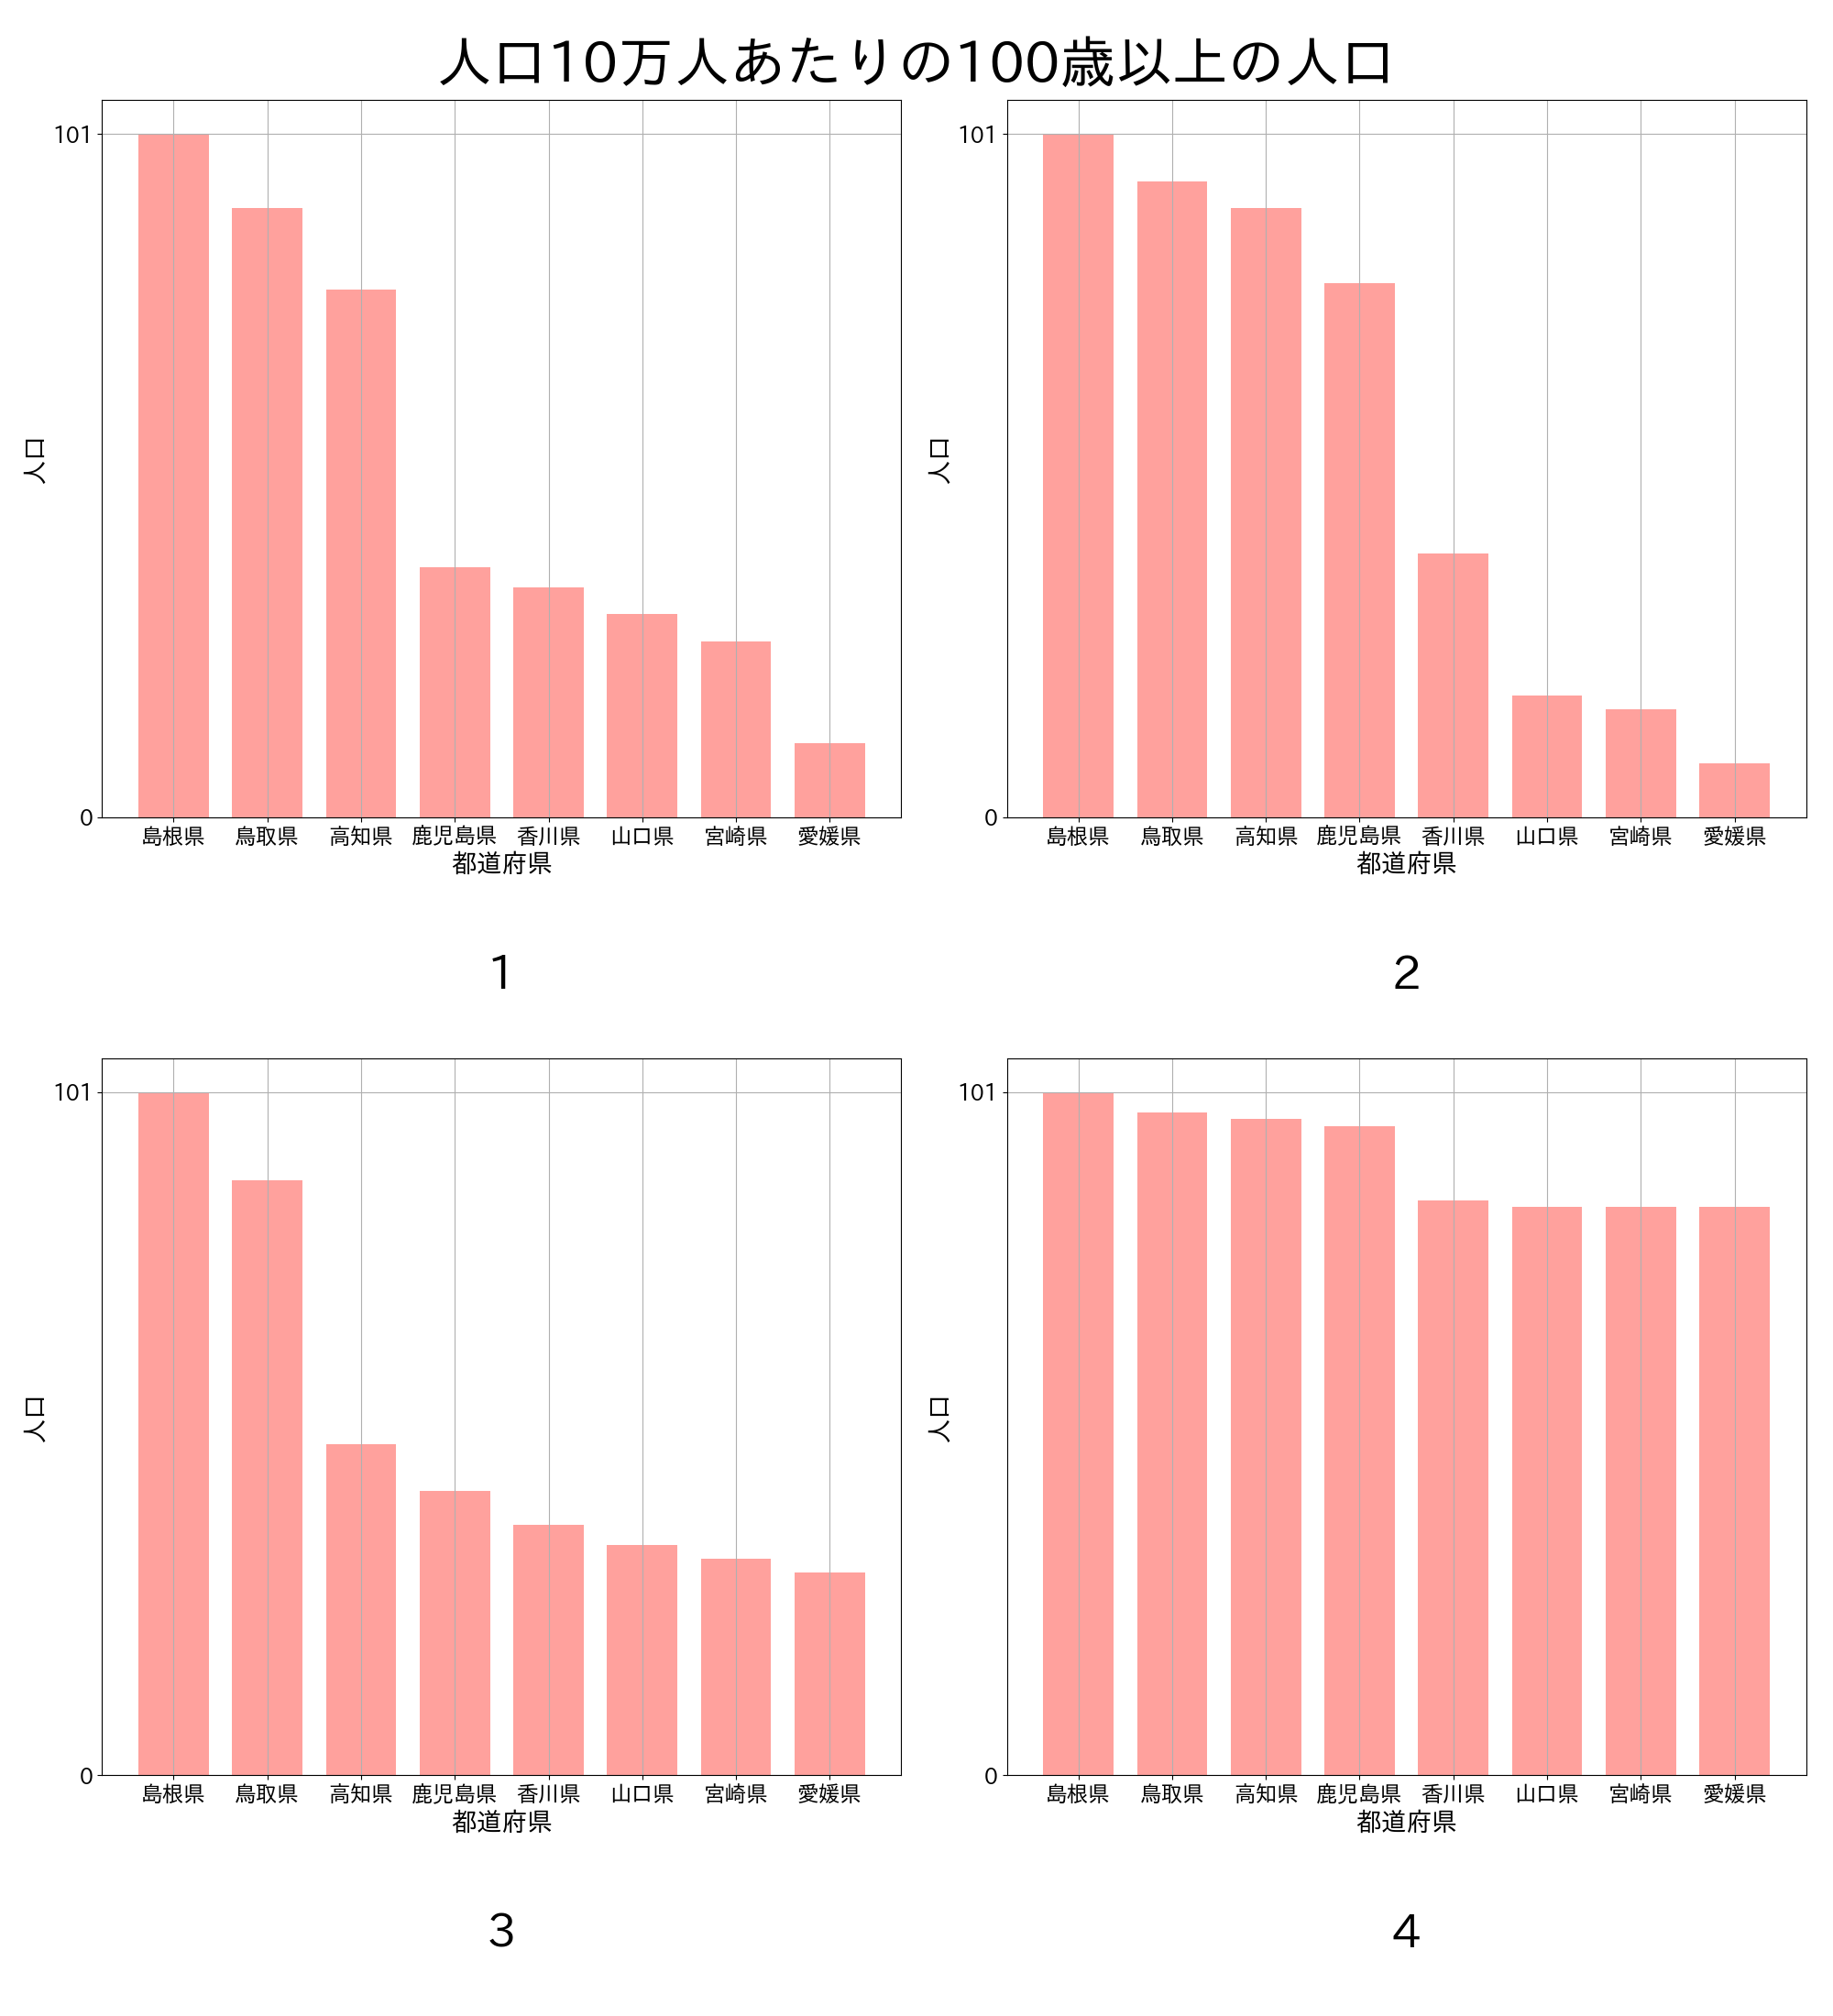 人口10万人あたりの100歳以上の人口
101
人口
0
島根県 鳥取県 高知県 鹿児島県 香川県 山口県 宮崎県 愛媛県
都道府県
1
101
人口
0
島根県 鳥取県 高知県 鹿児島県 香川県 山口県 宮崎県 愛媛県
都道府県
2
101
人口
0
島根県 鳥取県 高知県 鹿児島県 香川県 山口県 宮崎県 愛媛県
都道府県
3
101
人口
0
島根県 鳥取県 高知県 鹿児島県 香川県 山口県 宮崎県 愛媛県
都道府県
4